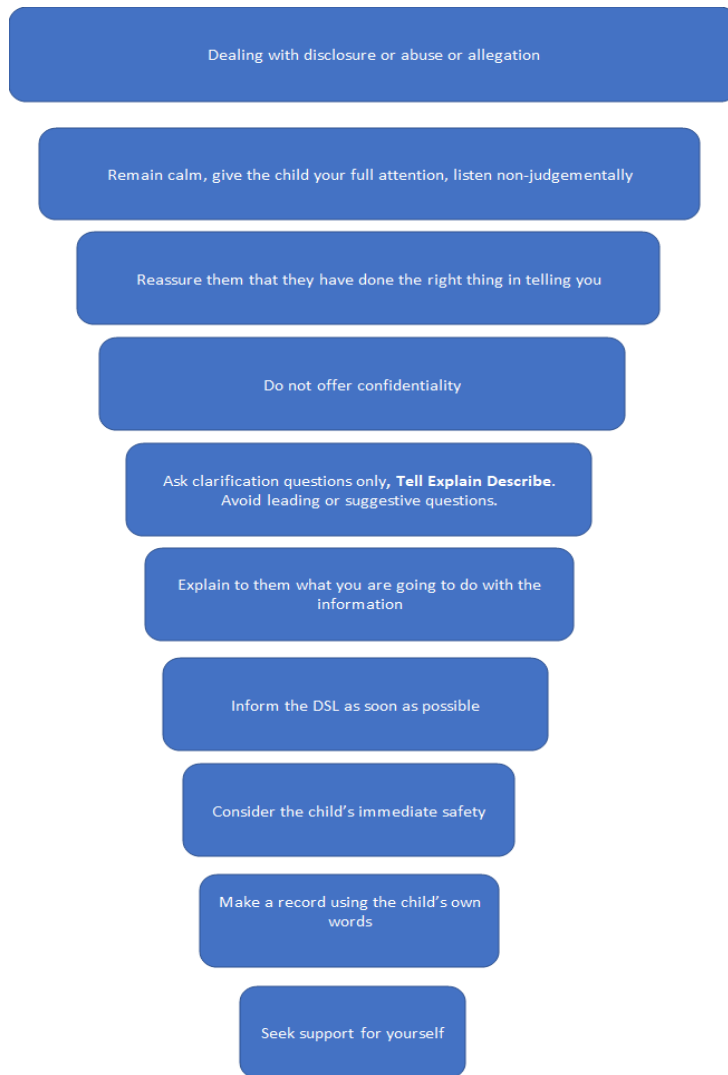 Dealing with disclosure or abuse or allegation
Remain calm, give the child your full attention, listen non-judgementally
Reassure them that they have done the right thing in telling you
Do not offer confidentiality
Ask clarification questions only, Tell Explain Describe.
Avoid leading or suggestive questions.
Explain to them what you are going to do with the
information
Inform the DSL as soon as possible
Consider the child’s immediate safety
Make a record using the child’s own
words
Seek support for yourself